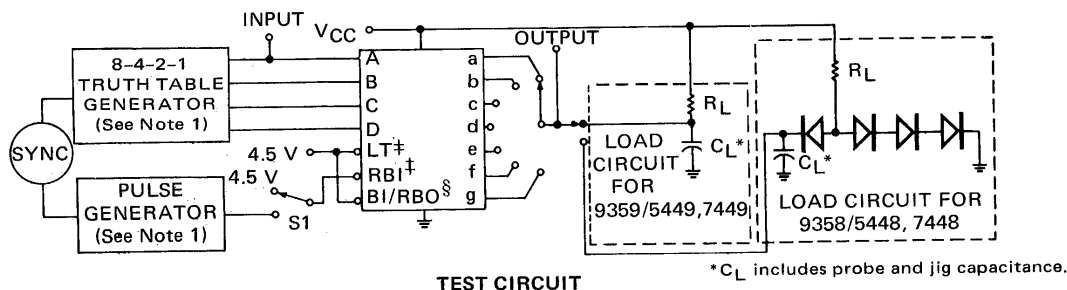 INPUT
VCC
OUTPUT
8-4-2-1
TRUTH TABLE
GENERATOR
(See Note 1)
SYNC
PULSE
GENERATOR
(See Note 1)
4.5 V
4.5 V
S1
A
B
C
D
LT‡
RBI‡
BI/RBO§
a
b
c
d
e
f
g
RL
CL*
LOAD
CIRCUIT
FOR
9359/5449,7449
RL
CL*
LOAD CIRCUIT FOR
9358/5448, 7448
*CL includes probe and jig capacitance.
TEST CIRCUIT